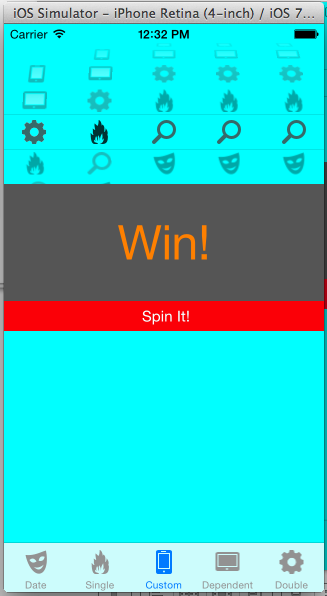 iOS Simulator - iPhone Retina (4-inch) / iOS 7...
Carrier 12:32 PM
Win!
Spin It!
Date Single Custom Dependent Double